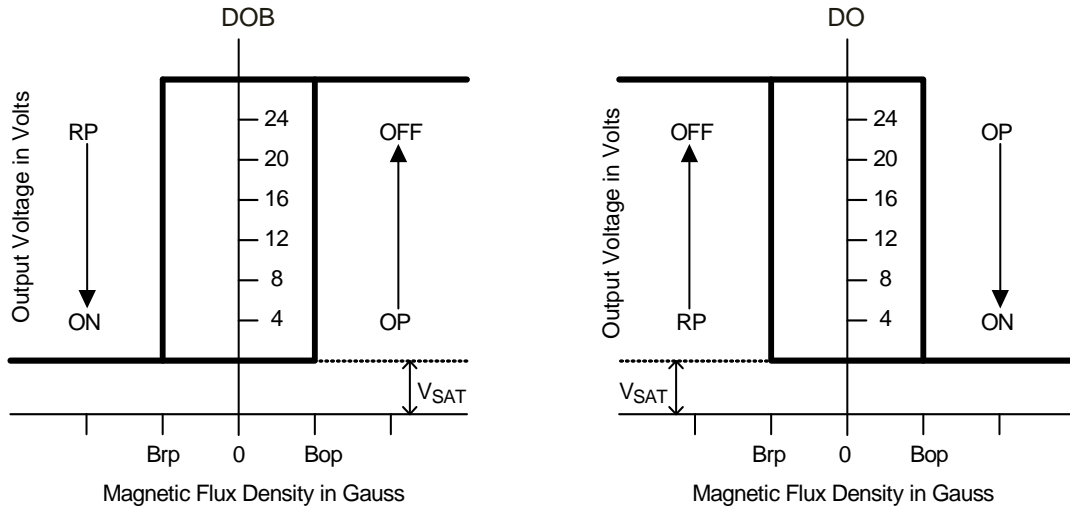 DOB
Output Voltage in Volts
RP
ON
24
20
16
12
8
4
OFF
OP
VSAT
Brp
0
Bop
Magnetic Flux Density in Gauss
DO
Output Voltage in Volts
OFF
RP
24
20
16
12
8
4
OP
ON
VSAT
Brp
0
Bop
Magnetic Flux Density in Gauss